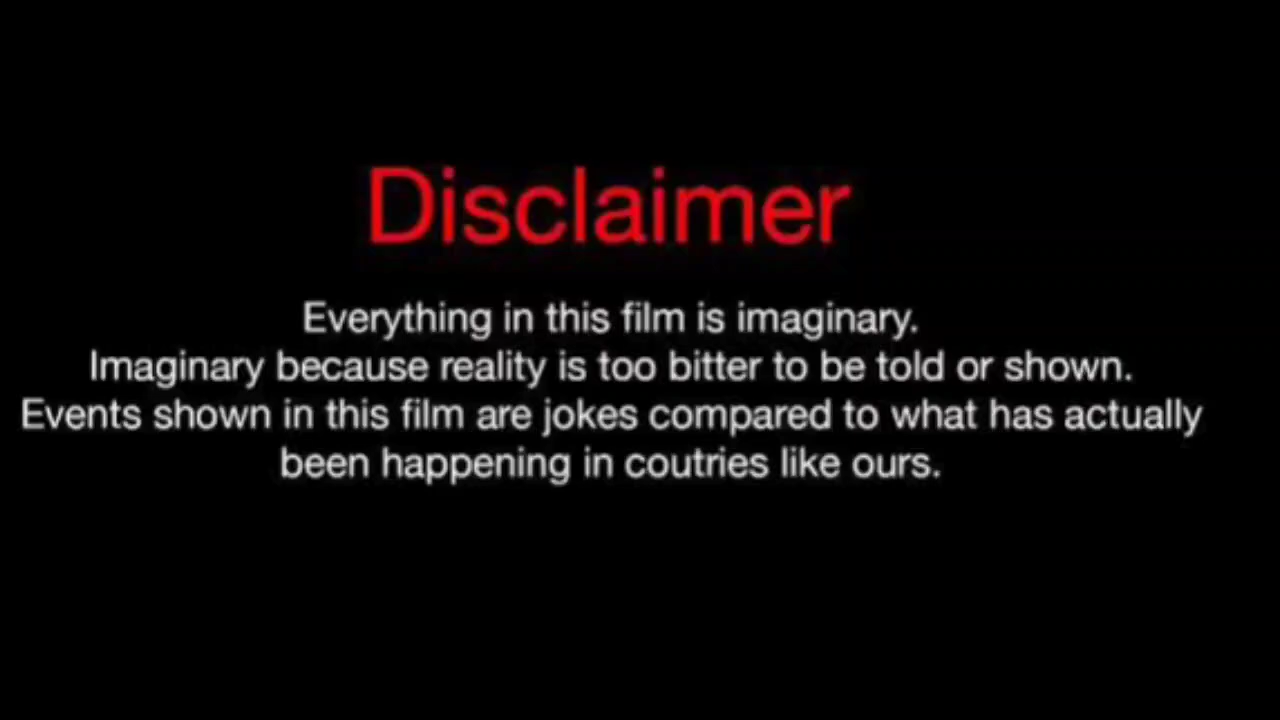 Disclaimer
Everything in this film is imaginary.
Imaginary because reality is too bitter to be told or shown.
Events shown in this film are jokes compared to what has actually
been happening in coutries like ours.